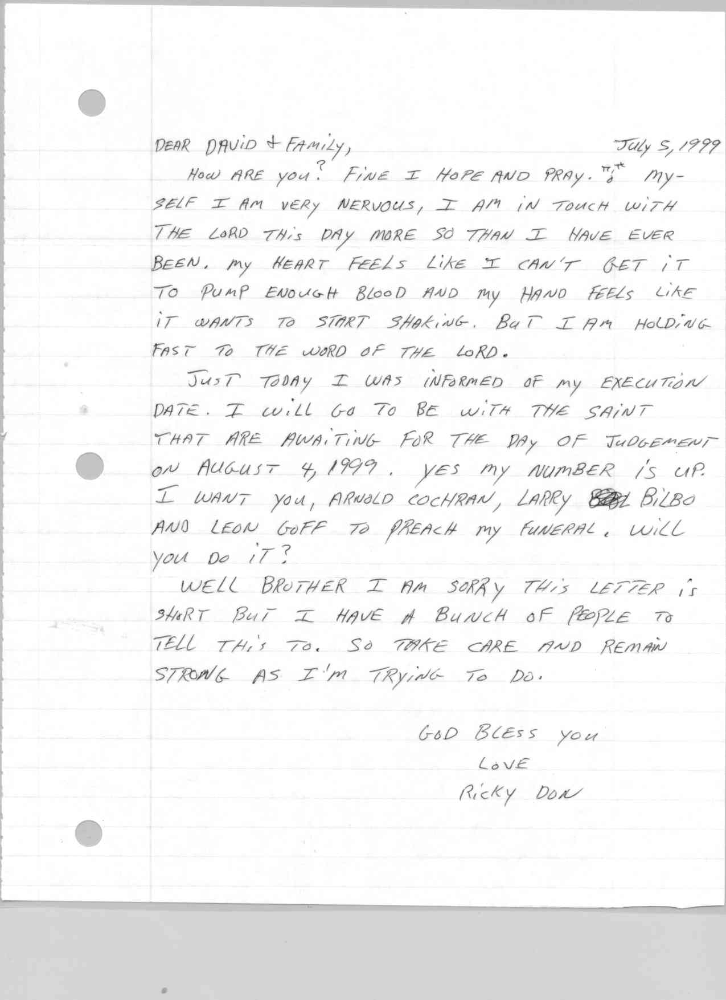 DEAR DAVID & FAMILY, JULY 5, 1999
HOW ARE YOU? FINE I HOPE AND PRAY. MY-
SELF I AM VERY NERVOUS, I AM IN TOUCH WITH
THE LORD THIS DAY MORE SO THAN I HAVE EVER
BEEN. MY HEART FEELS LIKE I CAN'T GET IT
TO PUMP ENOUGH BLOOD AND MY HAND FEELS LIKE
IT WANTS TO START SHAKING. BUT I AM HOLDING
FAST TO THE WORD OF THE LORD.
JUST TODAY I WAS INFORMED OF MY EXECUTION
DATE. I WILL GO TO BE WITH THE SAINT
THAT ARE AWAITING FOR THE DAY OF JUDGEMENT
ON AUGUST 4, 1999. YES MY NUMBER IS UP.
I WANT YOU, ARNOLD COCHRAN, LARRY BILBO
AND LEON GOFF TO PREACH MY FUNERAL. WILL
YOU DO IT?
WELL BROTHER I AM SORRY THIS LETTER IS
SHORT BUT I HAVE A BUNCH OF PEOPLE TO
TELL THIS TO. SO TAKE CARE AND REMAIN
STRONG AS I'M TRYING TO DO.
GOD BLESS YOU
LOVE
RICKY DON